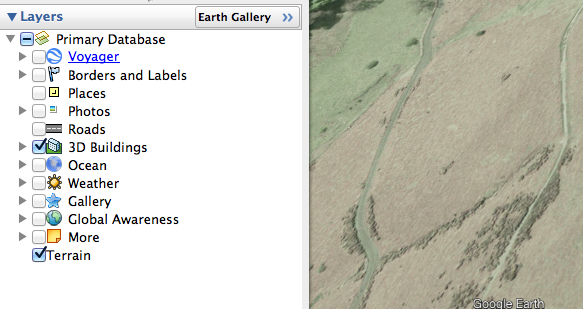 Layers
Earth Gallery >>
Primary Database
Voyager
Borders and Labels
Places
Photos
Roads
3D Buildings
Ocean
Weather
Gallery
Global Awareness
More
Terrain
Google Earth